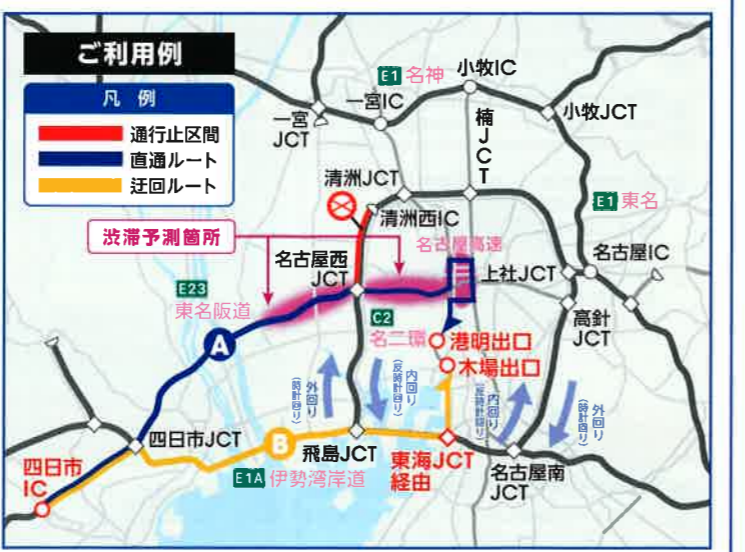 ご利用例
凡例
通行止区間
直通ルート
迂回ルート
渋滞予測箇所
E1 名神
小牧IC
一宮IC
一宮
JCT
楠JCT
小牧JCT
清洲JCT
清洲西IC
E1 東名
名古屋高速
名古屋西
JCT
上社JCT
名古屋IC
E23
東名阪道
C2
名二環
高針
JCT
A
港明出口
木場出口
外回り
(時計回り)
内回り
(反時計回り)
内回り
(反時計回り)
外回り
(時計回り)
四日市JCT
B
飛島JCT
東海JCT
経由
名古屋南
JCT
四日市
IC
E1A 伊勢湾岸道